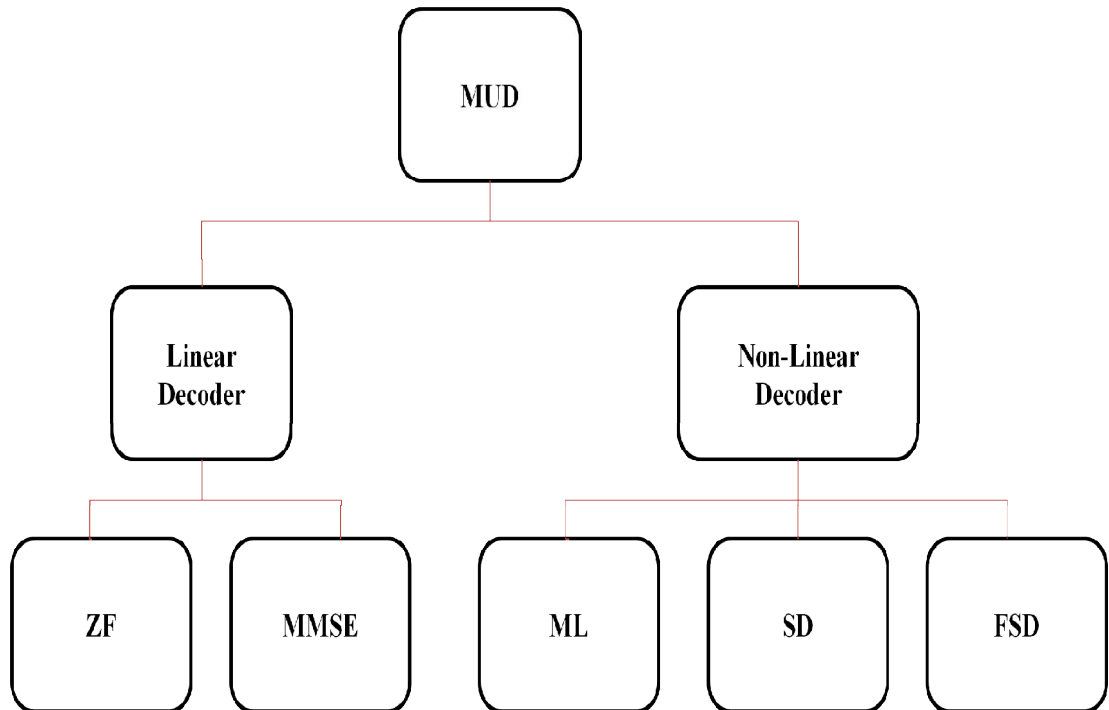 MUD
Linear
Decoder
Non-Linear
Decoder
ZF
MMSE
ML
SD
FSD